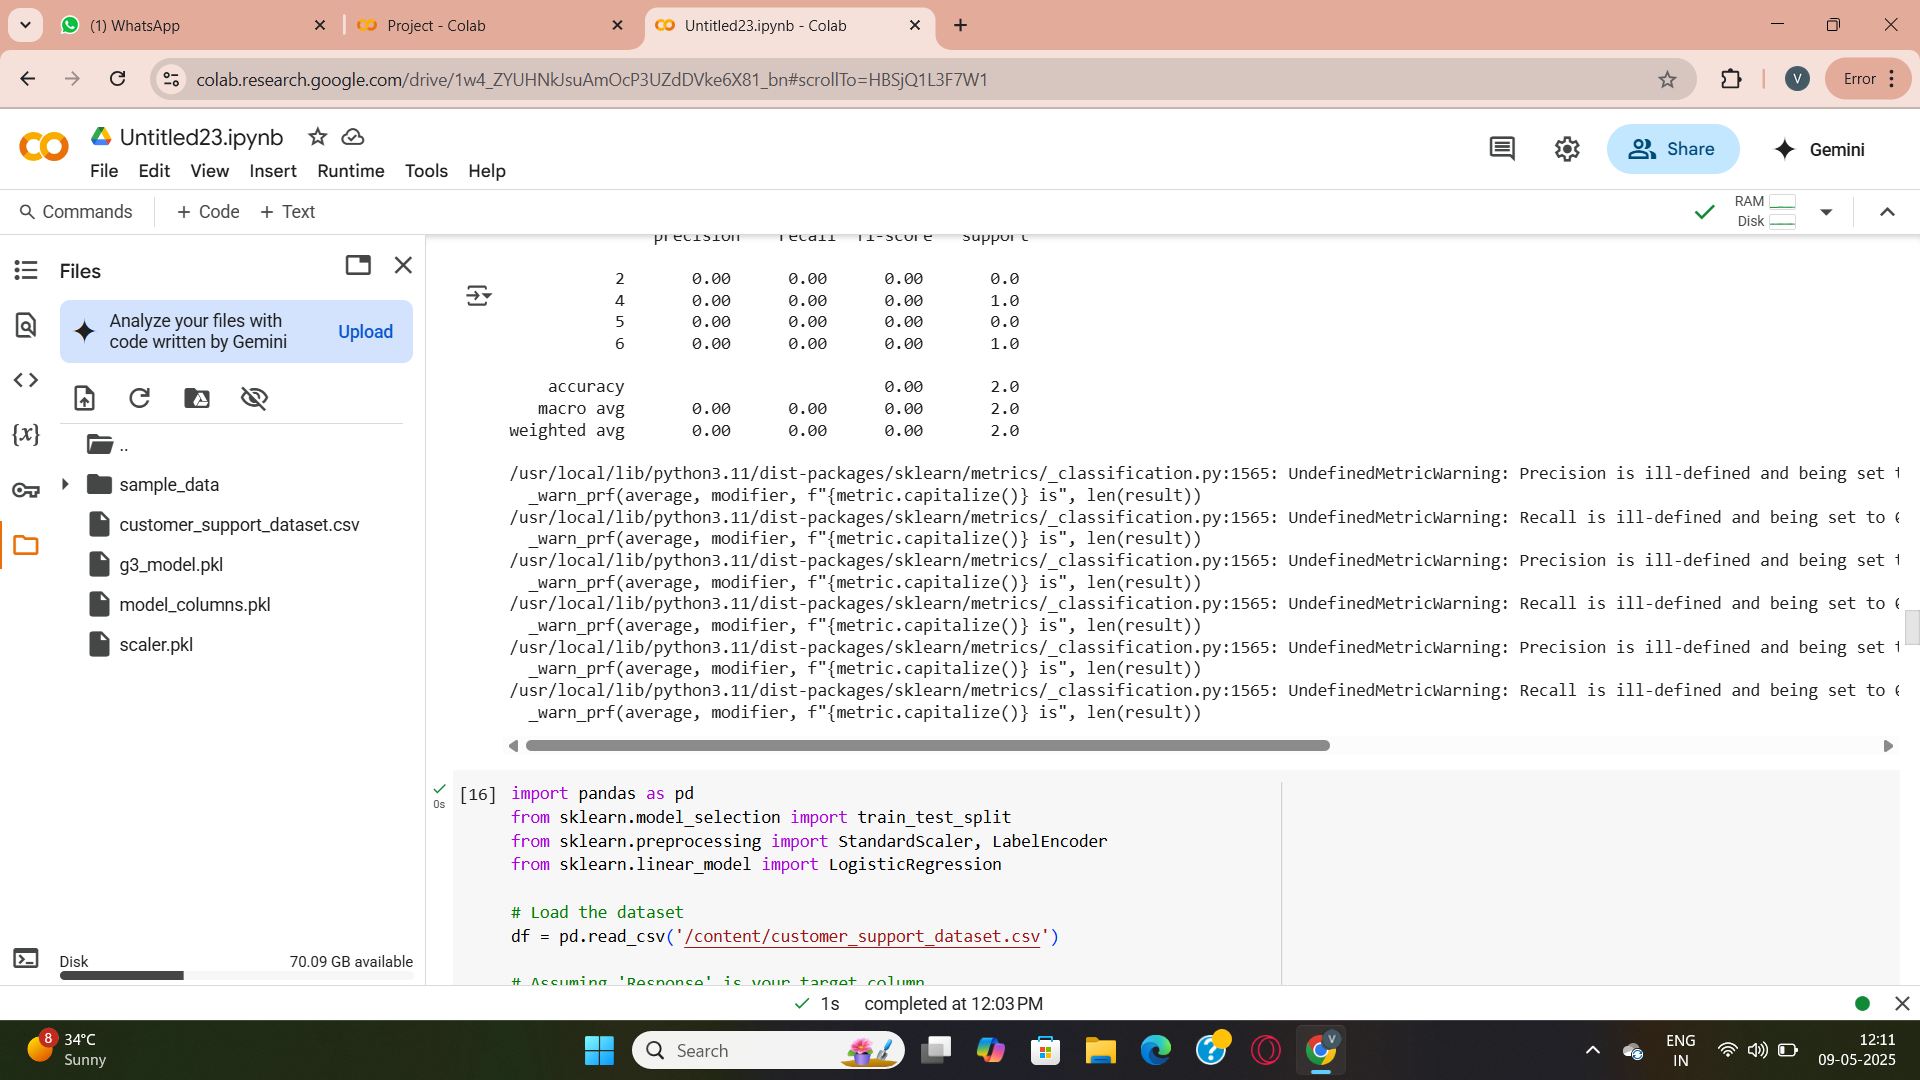 (1) WhatsApp
Project - Colab
Untitled23.ipynb - Colab
colab.research.google.com/drive/1w4_ZYUHNkJsuAmOcP3UZdDVke6X81_bn#scrollTo=HBSjQ1L3F7W1
V
Error
Untitled23.ipynb
File Edit View Insert Runtime Tools Help
Share
Gemini
Commands
+ Code + Text
RAM
Disk
Files
Analyze your files with
code written by Gemini
Upload
..
sample_data
customer_support_dataset.csv
g3_model.pkl
model_columns.pkl
scaler.pkl
Disk 70.09 GB available
precision recall f1-score support
2 0.00 0.00 0.00 0.0
4 0.00 0.00 0.00 1.0
5 0.00 0.00 0.00 0.0
6 0.00 0.00 0.00 1.0
accuracy 0.00 2.0
macro avg 0.00 0.00 0.00 2.0
weighted avg 0.00 0.00 0.00 2.0
/usr/local/lib/python3.11/dist-packages/sklearn/metrics/_classification.py:1565: UndefinedMetricWarning: Precision is ill-defined and being set
_warn_prf(average, modifier, f"{metric.capitalize()} is", len(result))
/usr/local/lib/python3.11/dist-packages/sklearn/metrics/_classification.py:1565: UndefinedMetricWarning: Recall is ill-defined and being set to
_warn_prf(average, modifier, f"{metric.capitalize()} is", len(result))
/usr/local/lib/python3.11/dist-packages/sklearn/metrics/_classification.py:1565: UndefinedMetricWarning: Precision is ill-defined and being set
_warn_prf(average, modifier, f"{metric.capitalize()} is", len(result))
/usr/local/lib/python3.11/dist-packages/sklearn/metrics/_classification.py:1565: UndefinedMetricWarning: Recall is ill-defined and being set to
_warn_prf(average, modifier, f"{metric.capitalize()} is", len(result))
/usr/local/lib/python3.11/dist-packages/sklearn/metrics/_classification.py:1565: UndefinedMetricWarning: Precision is ill-defined and being set
_warn_prf(average, modifier, f"{metric.capitalize()} is", len(result))
/usr/local/lib/python3.11/dist-packages/sklearn/metrics/_classification.py:1565: UndefinedMetricWarning: Recall is ill-defined and being set to
_warn_prf(average, modifier, f"{metric.capitalize()} is", len(result))
0s
[16] import pandas as pd
from sklearn.model_selection import train_test_split
from sklearn.preprocessing import StandardScaler, LabelEncoder
from sklearn.linear_model import LogisticRegression
# Load the dataset
df = pd.read_csv('/content/customer_support_dataset.csv')
# Assuming 'Response' is your target column
1s completed at 12:03 PM
8
34°C
Sunny
Search
V
ENG
IN
12:11
09-05-2025